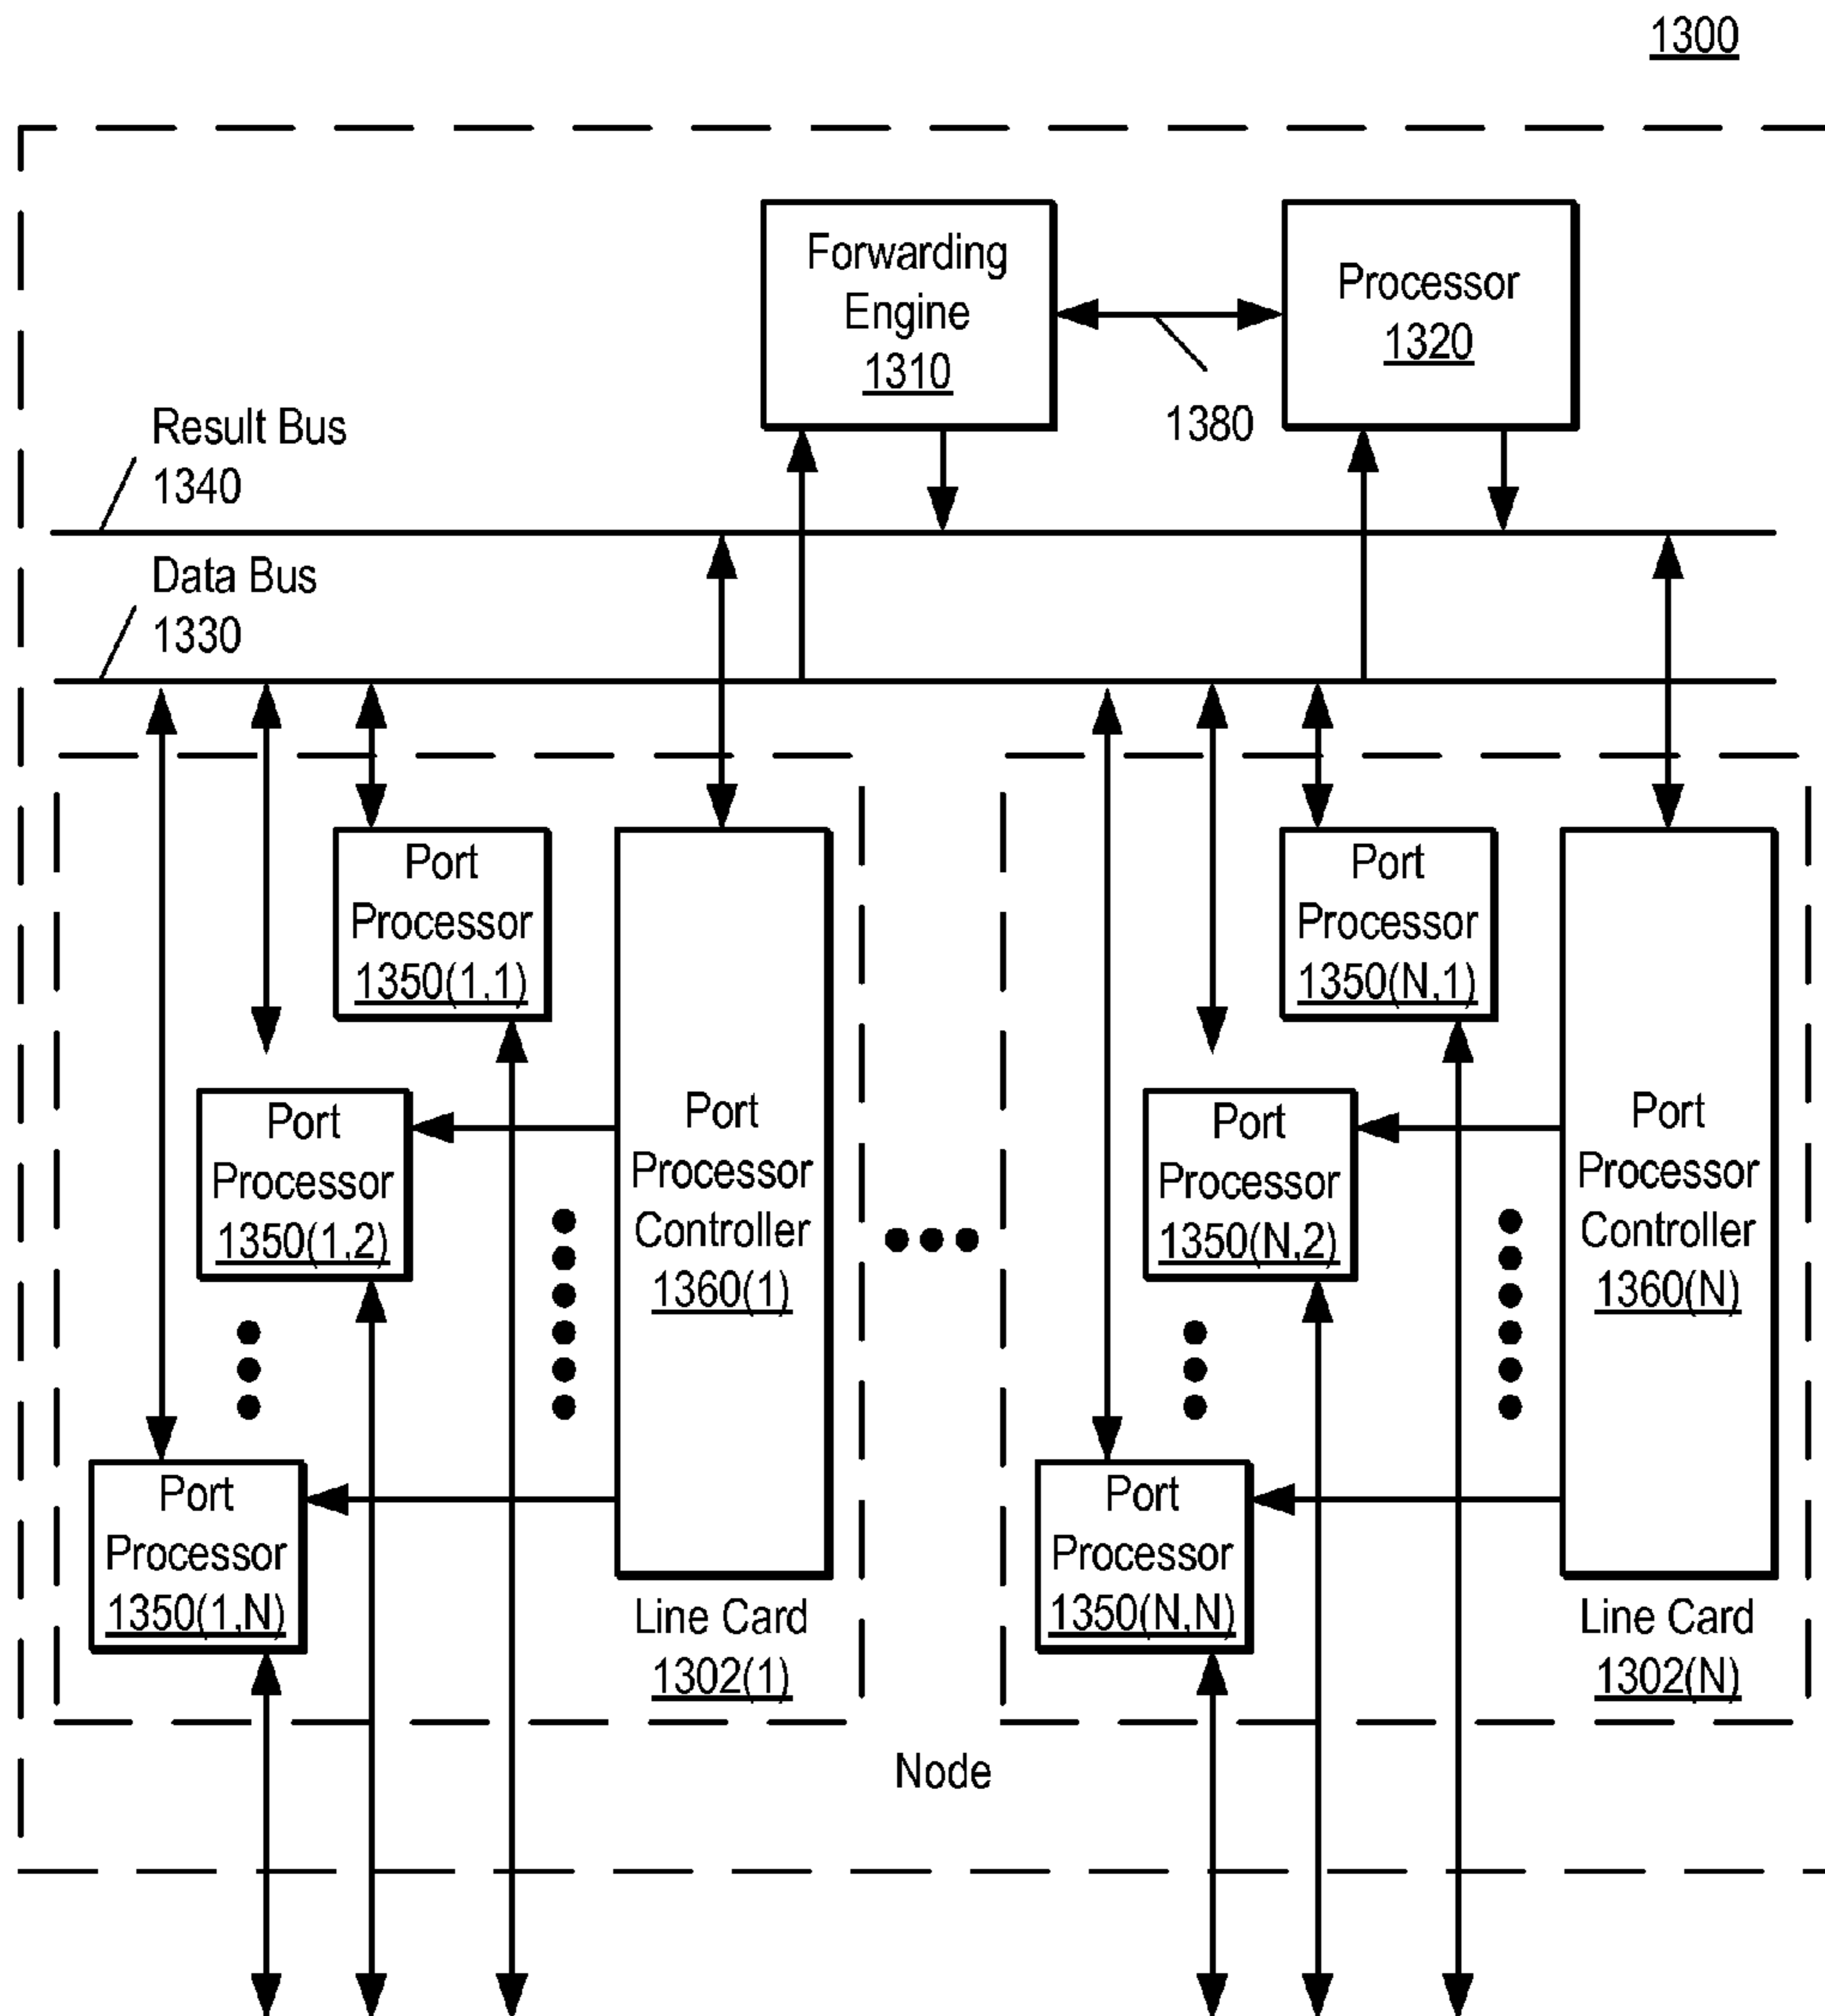 1300
Forwarding
Engine
1310
Processor
1320
1380
Result Bus
1340
Data Bus
1330
Port
Processor
1350(1,1)
Port
Processor
1350(1,2)
Port
Processor
1350(1,N)
Port
Processor
Controller
1360(1)
Line Card
1302(1)
Port
Processor
1350(N,1)
Port
Processor
1350(N,2)
Port
Processor
1350(N,N)
Port
Processor
Controller
1360(N)
Line Card
1302(N)
Node